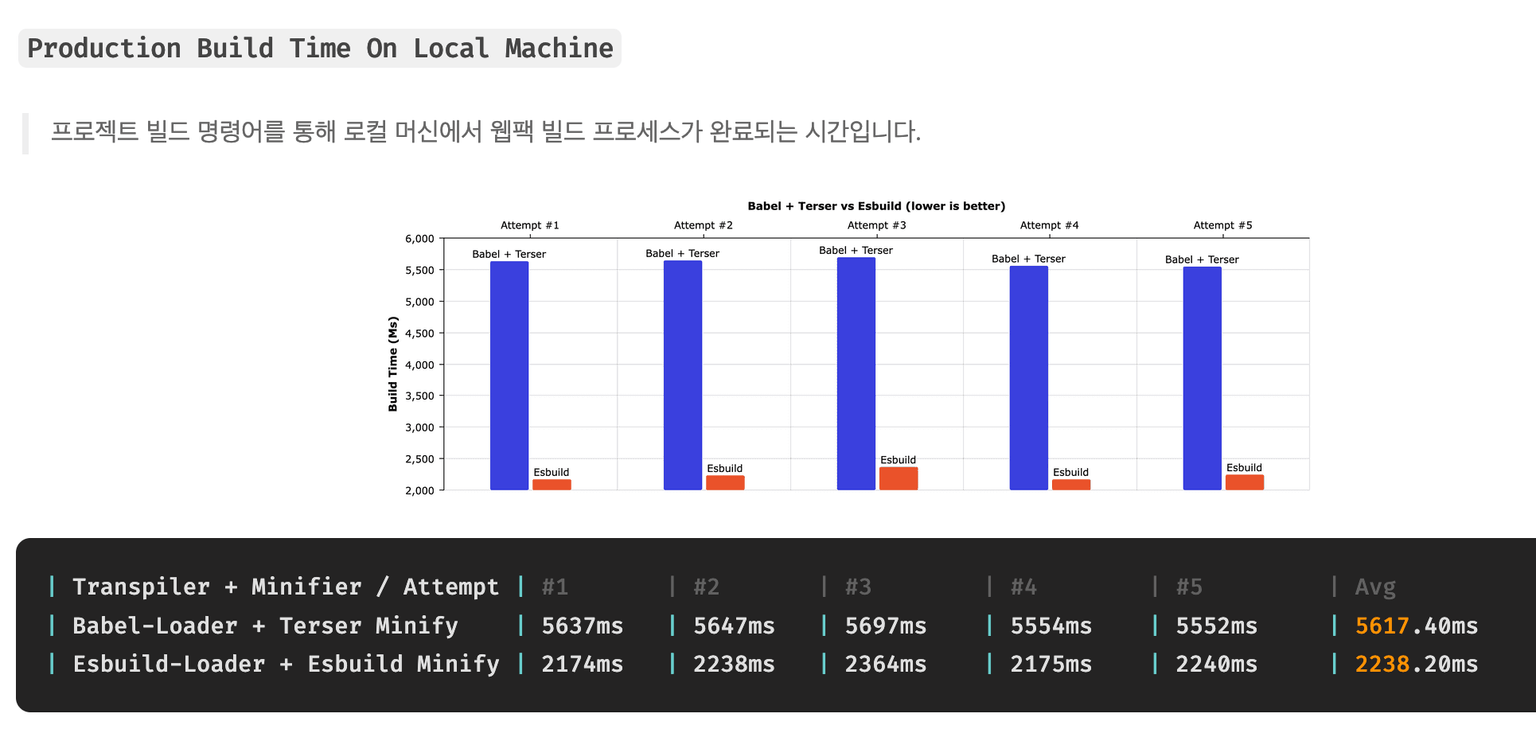 Production Build Time On Local Machine
프로젝트 빌드 명령어를 통해 로컬 머신에서 웹팩 빌드 프로세스가 완료되는 시간입니다.
Babel + Terser vs Esbuild (lower is better)
Attempt #1 Attempt #2 Attempt #3 Attempt #4 Attempt #5
6,000
Babel + Terser Babel + Terser Babel + Terser Babel + Terser Babel + Terser
5,500
5,000
4,500
4,000
3,500
3,000
2,500
2,000
Build Time (Ms)
Esbuild Esbuild Esbuild Esbuild Esbuild
| Transpiler + Minifier / Attempt | #1 | #2 | #3 | #4 | #5 | Avg
| Babel-Loader + Terser Minify | 5637ms | 5647ms | 5697ms | 5554ms | 5552ms | 5617.40ms
| Esbuild-Loader + Esbuild Minify | 2174ms | 2238ms | 2364ms | 2175ms | 2240ms | 2238.20ms